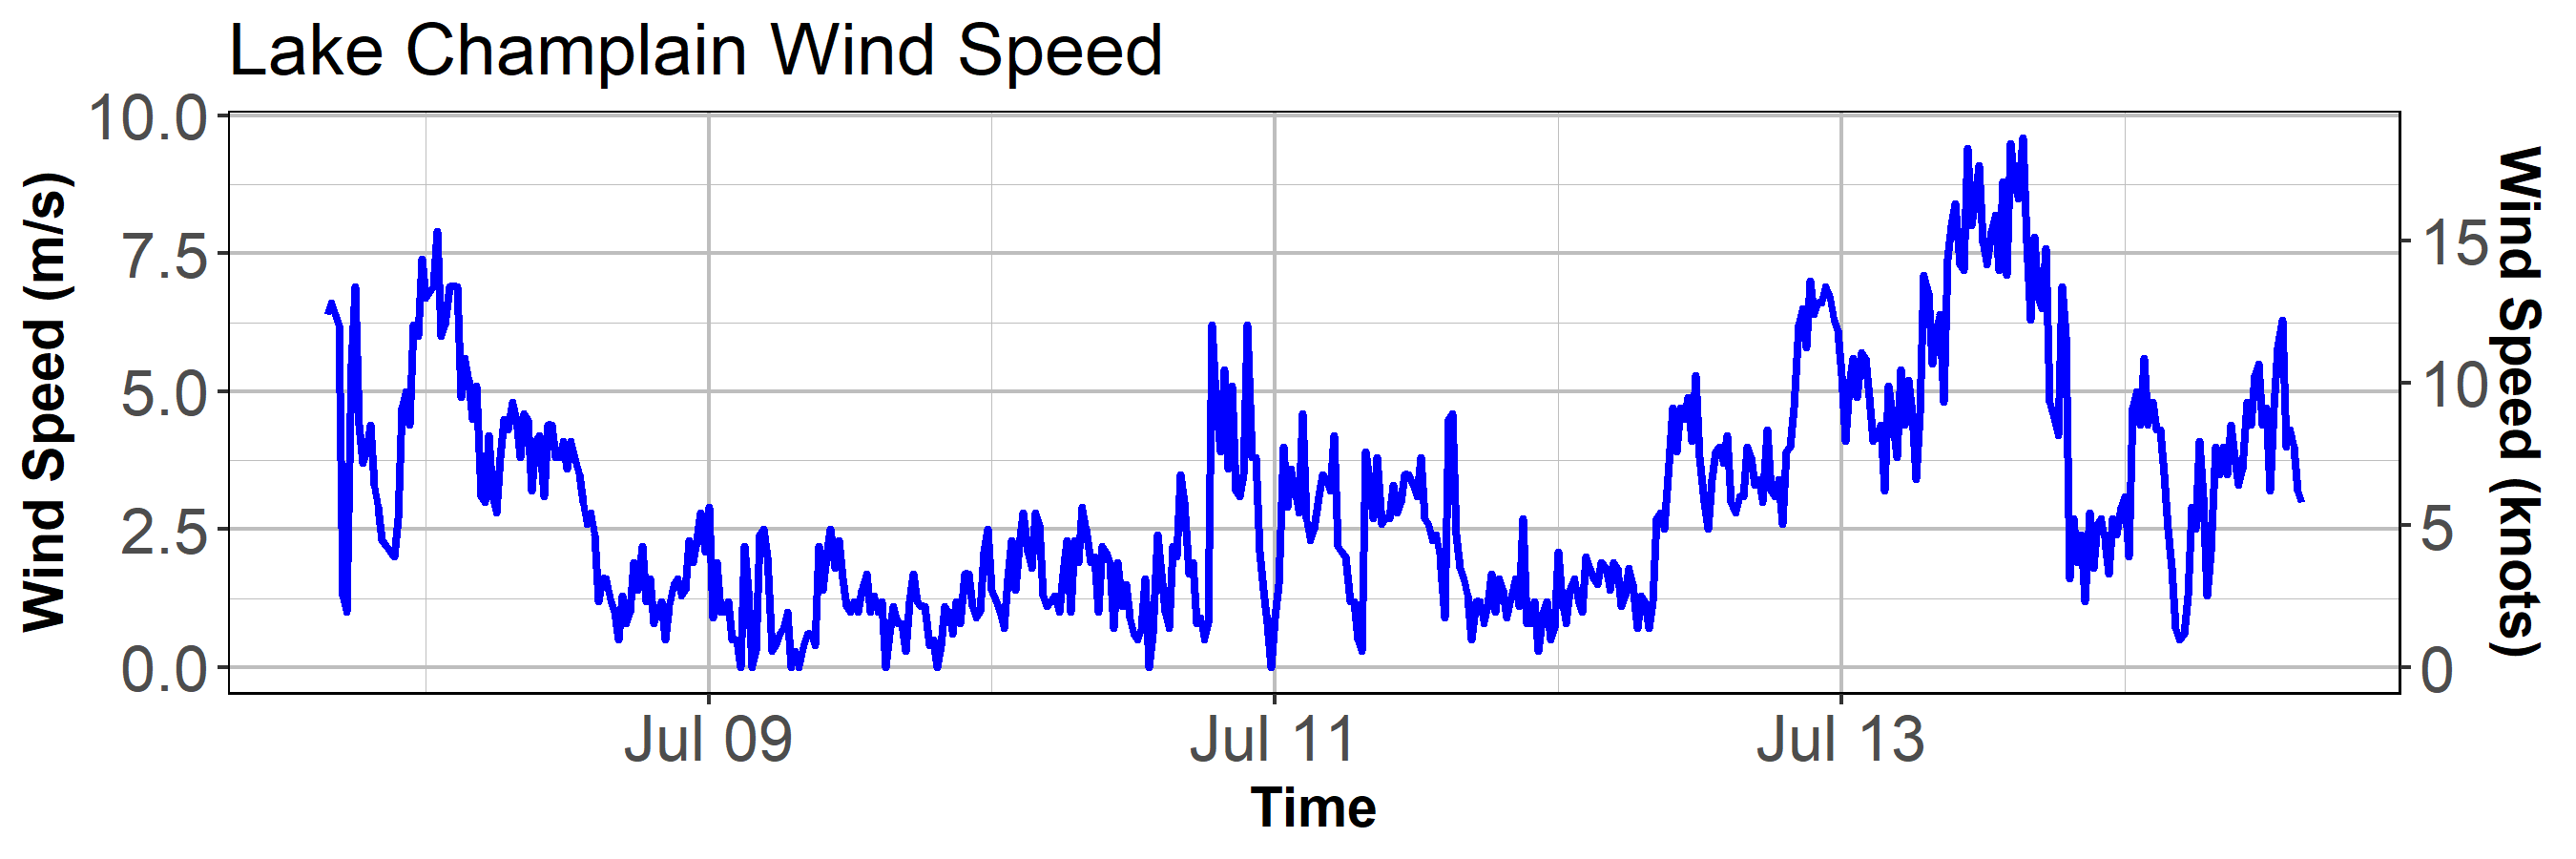 Lake Champlain Wind Speed
10.0
7.5
5.0
2.5
0.0
Wind Speed (m/s)
15
10
5
0
Wind Speed (knots)
Jul 09
Jul 11
Jul 13
Time